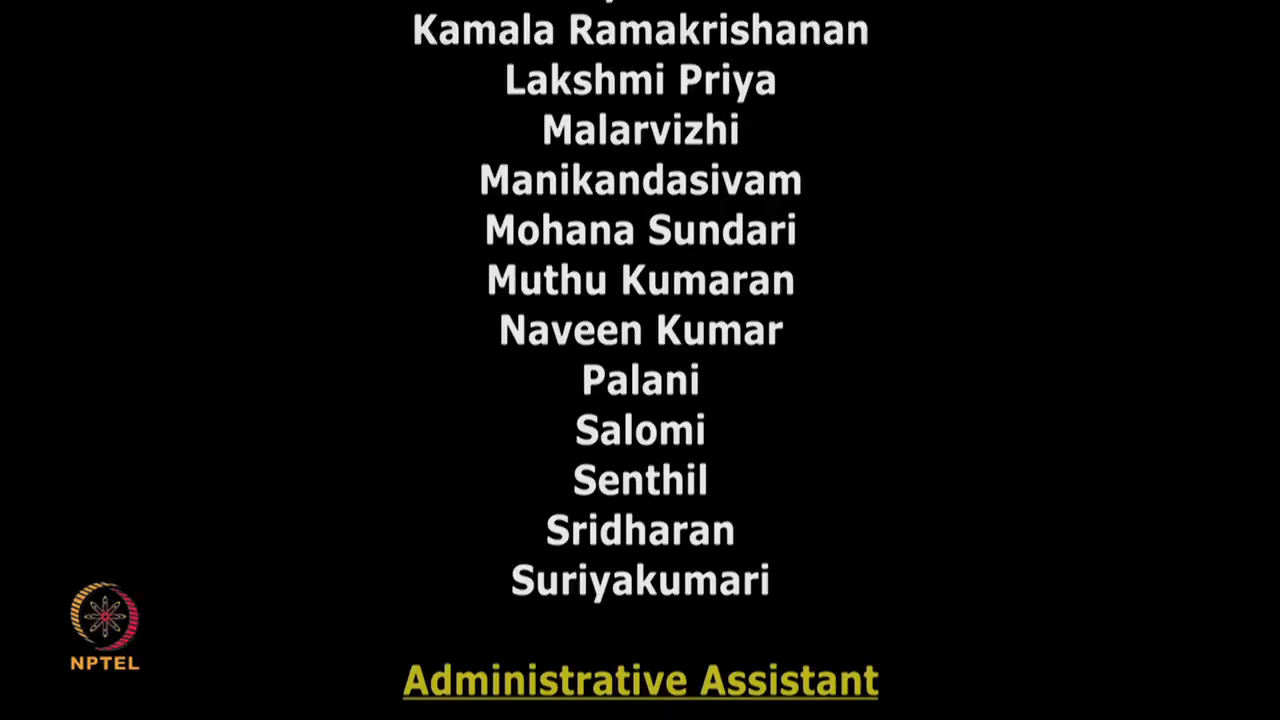 Kamala Ramakrishanan
Lakshmi Priya
Malarvizhi
Manikandasivam
Mohana Sundari
Muthu Kumaran
Naveen Kumar
Palani
Salomi
Senthil
Sridharan
Suriyakumari
NPTEL
Administrative Assistant